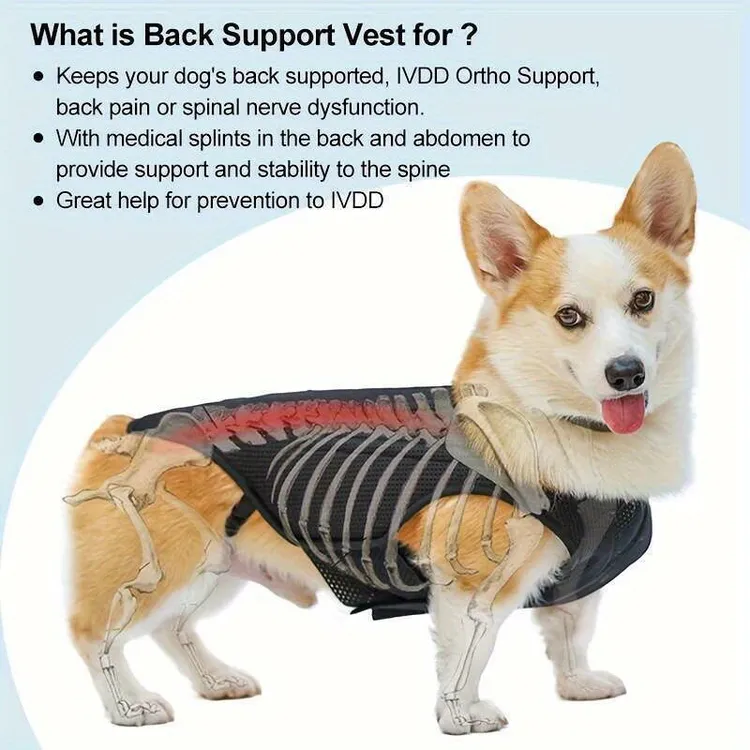 What is Back Support Vest for ?
● Keeps your dog's back supported, IVDD Ortho Support,
back pain or spinal nerve dysfunction.
● With medical splints in the back and abdomen to
provide support and stability to the spine
● Great help for prevention to IVDD